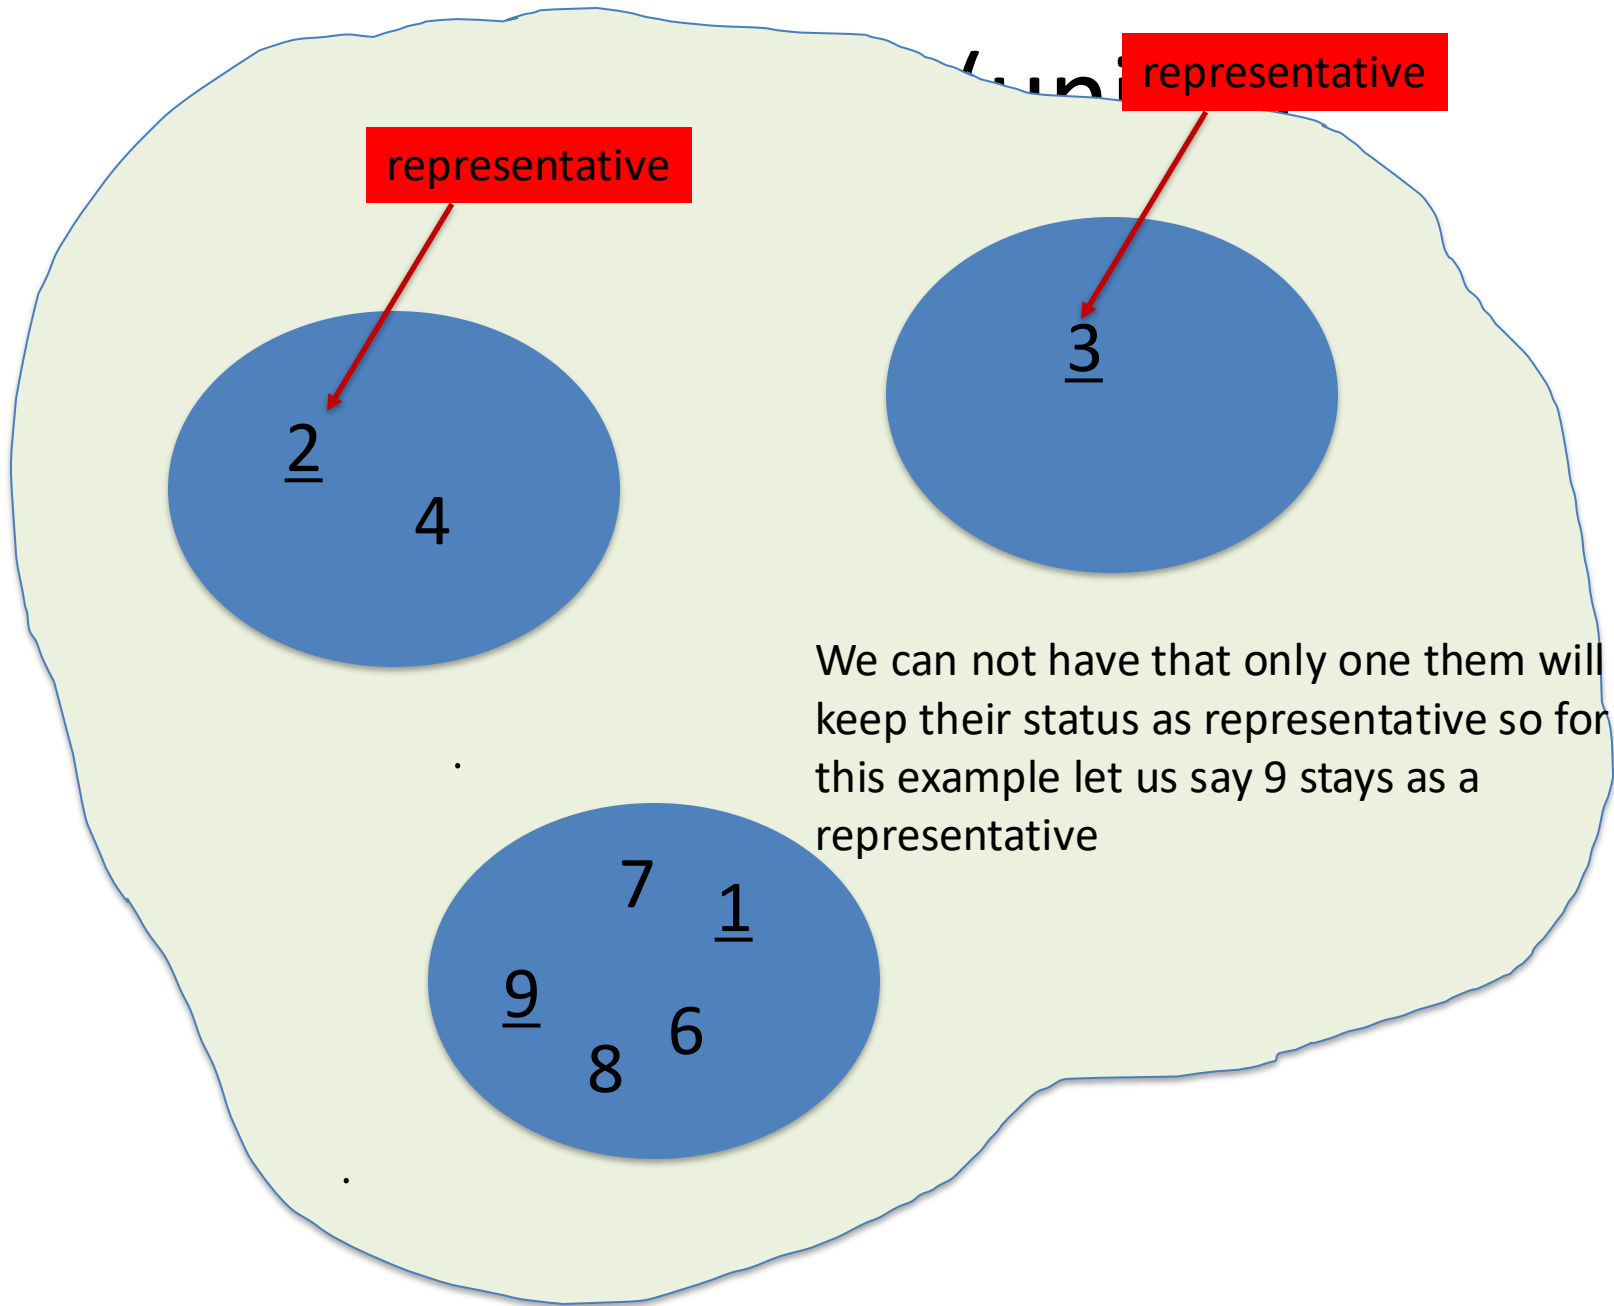 representative
representative
2
4
3
We can not have that only one them will
keep their status as representative so for
this example let us say 9 stays as a
representative
7
1
9
6
8